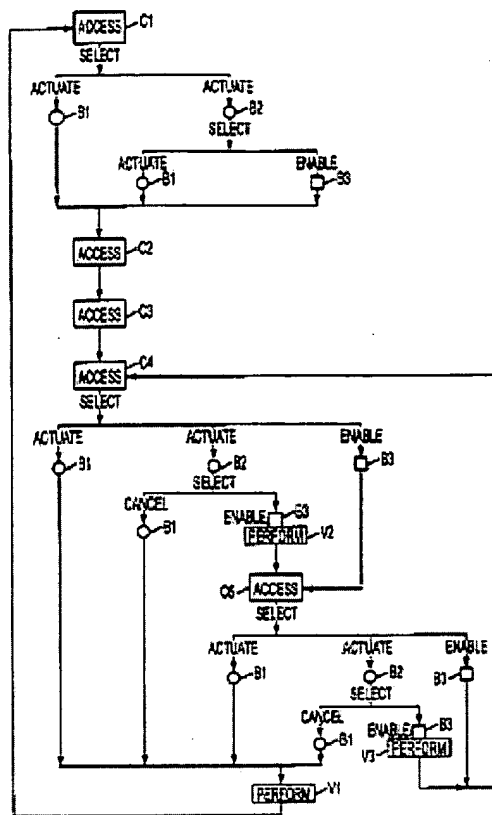 ACCESS C1
SELECT
ACTUATE ACTUATE
B1 B2
SELECT
ACTUATE ENABLE
B1 B3
ACCESS C2
ACCESS C3
C4
ACCESS
SELECT
ACTUATE ACTUATE ENABLE
B1 B2 B3
SELECT
CANCEL
B1 ENABLE B3
PERFORM V2
C5 ACCESS
SELECT
ACTUATE ACTUATE ENABLE
B1 B2 B3
SELECT
CANCEL
B1 ENABLE B3
V3 PERFORM
PERFORM V1